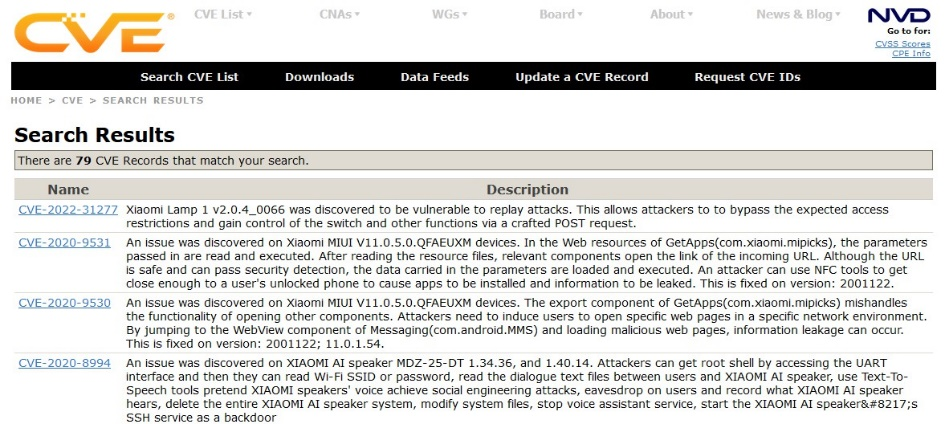 CVE®
CVE List▾ CNAs▾ WGs▾ Board▾ About▾ News & Blog▾
NVD
Go to for:
CVSS Scores
CPE Info
Search CVE List Downloads Data Feeds Update a CVE Record Request CVE IDs
HOME > CVE > SEARCH RESULTS
Search Results
There are 79 CVE Records that match your search.
Name Description
CVE-2022-31277 Xiaomi Lamp 1 v2.0.4_0066 was discovered to be vulnerable to replay attacks. This allows attackers to to bypass the expected access
restrictions and gain control of the switch and other functions via a crafted POST request.
CVE-2020-9531 An issue was discovered on Xiaomi MIUI V11.0.5.0.QFAEUXM devices. In the Web resources of GetApps(com.xiaomi.mipicks), the parameters
passed in are read and executed. After reading the resource files, relevant components open the link of the incoming URL. Although the URL
is safe and can pass security detection, the data carried in the parameters are loaded and executed. An attacker can use NFC tools to get
close enough to a user's unlocked phone to cause apps to be installed and information to be leaked. This is fixed on version: 2001122.
CVE-2020-9530 An issue was discovered on Xiaomi MIUI V11.0.5.0.QFAEUXM devices. The export component of GetApps(com.xiaomi.mipicks) mishandles
the functionality of opening other components. Attackers need to induce users to open specific web pages in a specific network environment.
By jumping to the WebView component of Messaging(com.android.MMS) and loading malicious web pages, information leakage can occur.
This is fixed on version: 2001122; 11.0.1.54.
CVE-2020-8994 An issue was discovered on XIAOMI AI speaker MDZ-25-DT 1.34.36, and 1.40.14. Attackers can get root shell by accessing the UART
interface and then they can read Wi-Fi SSID or password, read the dialogue text files between users and XIAOMI AI speaker, use Text-To-
Speech tools pretend XIAOMI speakers' voice achieve social engineering attacks, eavesdrop on users and record what XIAOMI AI speaker
hears, delete the entire XIAOMI AI speaker system, modify system files, stop voice assistant service, start the XIAOMI AI speaker&#8217;s
SSH service as a backdoor